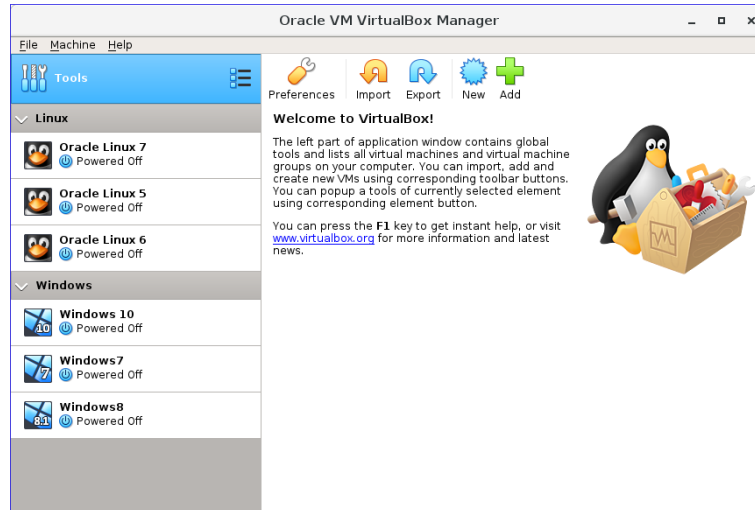 Oracle VM VirtualBox Manager
File Machine Help
Tools
Preferences Import Export New Add
Linux
Oracle Linux 7
Powered Off
Oracle Linux 5
Powered Off
Oracle Linux 6
Powered Off
Windows
Windows 10
Powered Off
10
Windows7
Powered Off
7
Windows8
Powered Off
8.1
Welcome to VirtualBox!
The left part of application window contains global
tools and lists all virtual machines and virtual machine
groups on your computer. You can import, add and
create new VMs using corresponding toolbar buttons.
You can popup a tools of currently selected element
using corresponding element button.
You can press the F1 key to get instant help, or visit
www.virtualbox.org for more information and latest
news.